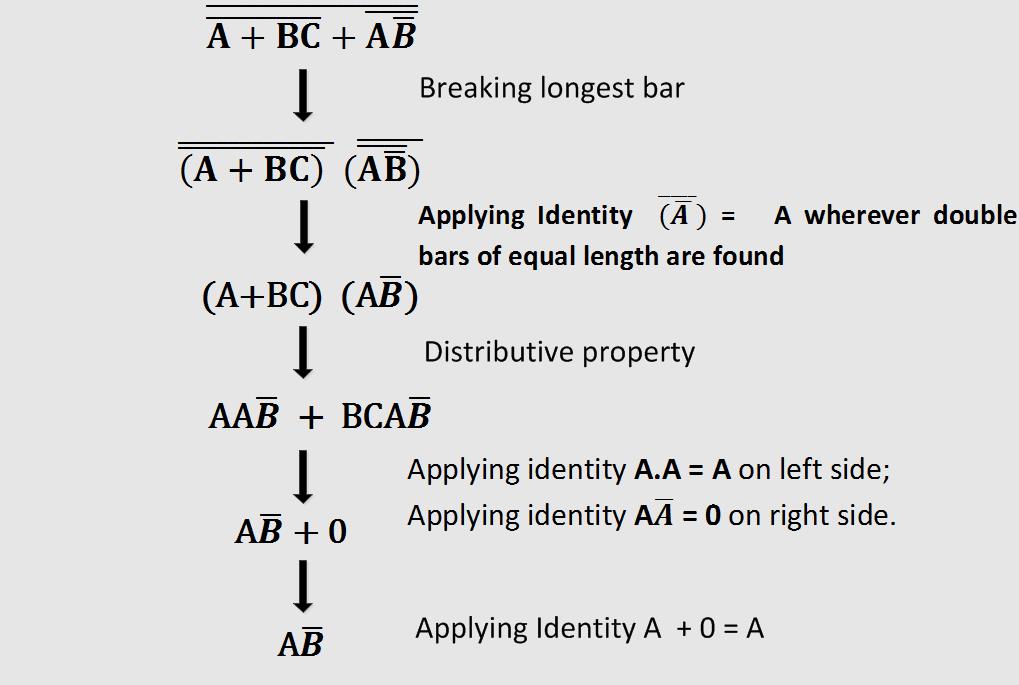 $\overline{\overline{A + BC} + \overline{A\overline{B}}}$
Breaking longest bar
$\overline{\overline{(A + BC)}}$ $\overline{\overline{(A\overline{B})}}$
Applying Identity $\overline{(\overline{A})}$ = A wherever double
bars of equal length are found
(A+BC) (A$\overline{B}$)
Distributive property
AA$\overline{B}$ + BCA$\overline{B}$
Applying identity A.A = A on left side;
A$\overline{B}$ + 0 Applying identity A$\overline{A}$ = 0 on right side.
A$\overline{B}$ Applying Identity A + 0 = A